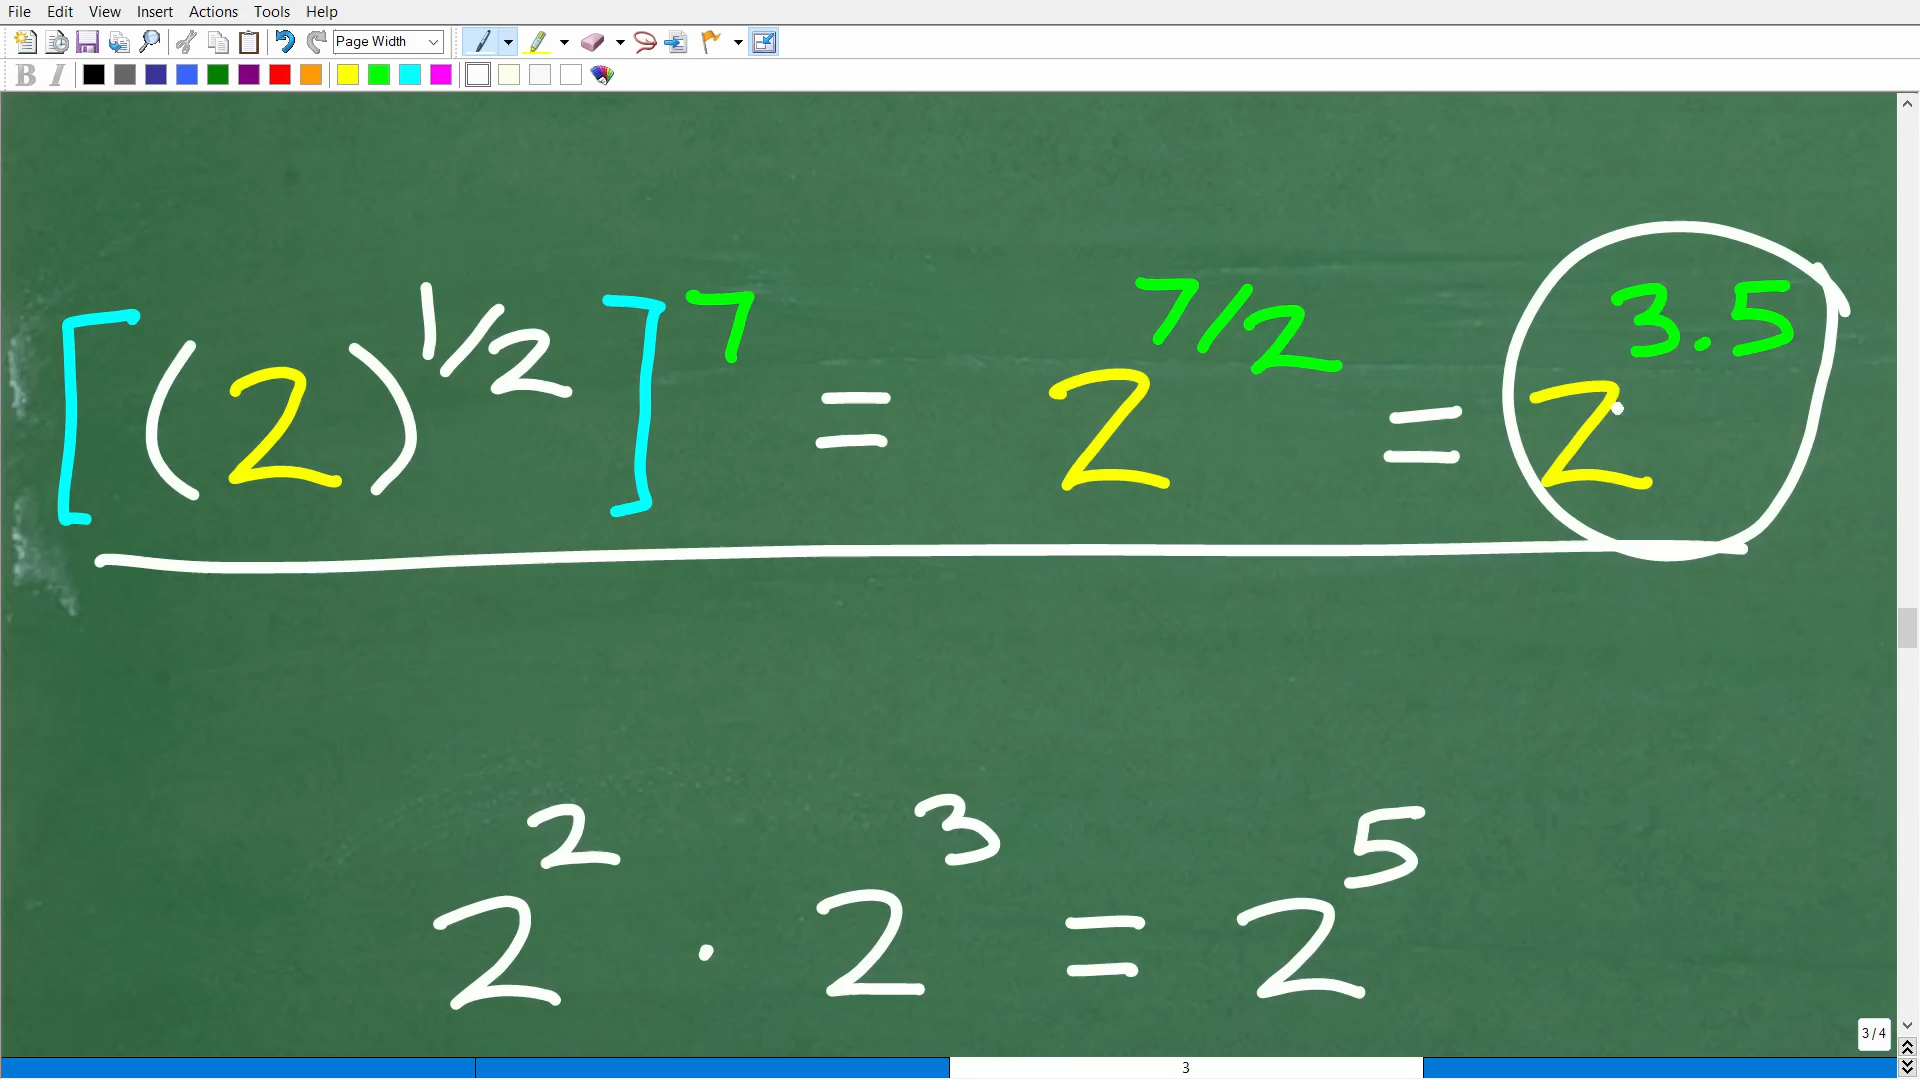 File Edit View Insert Actions Tools Help
Page Width
B I
[(2)^1/2]^7 = 2^7/2 = 2^3.5
2^2 · 2^3 = 2^5
3 / 4
3